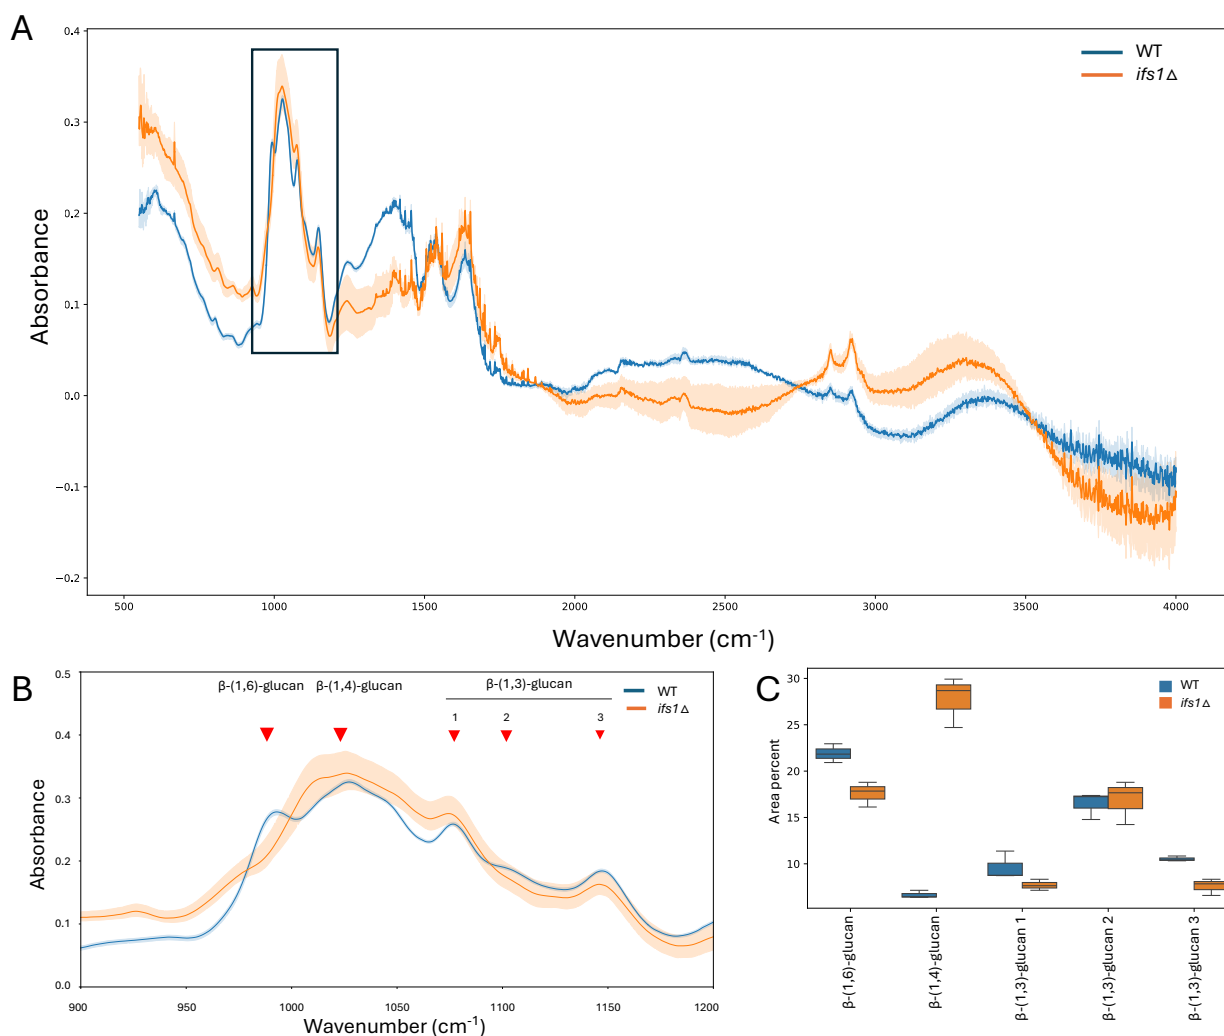 A
0.4
0.3
0.2
0.1
0.0
−0.1
−0.2
Absorbance
WT
ifs1Δ
500
1000
1500
2000
2500
3000
3500
4000
Wavenumber (cm-1)
B
0.5
0.4
0.3
0.2
0.1
0.0
Absorbance
β-(1,6)-glucan
β-(1,4)-glucan
β-(1,3)-glucan
1
2
3
WT
ifs1Δ
900
950
1000
1050
1100
1150
1200
Wavenumber cm-1)
C
30
25
20
15
10
Area percent
WT
ifs1Δ
β-(1,6)-glucan
β-(1,4)-glucan
β-(1,3)-glucan 1
β-(1,3)-glucan 2
β-(1,3)-glucan 3